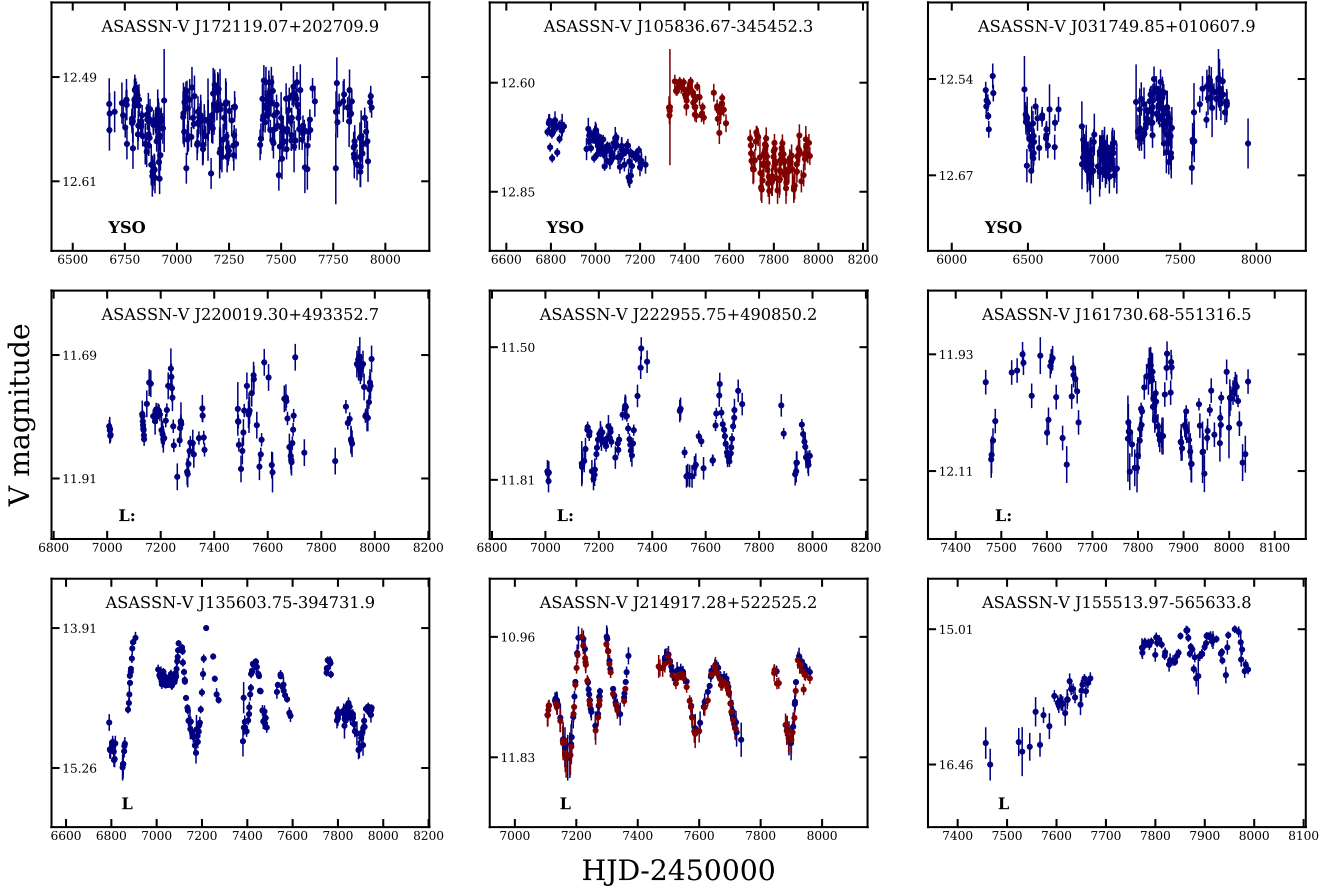 ASASSN-V J172119.07+202709.9
12.49
12.61
YSO
6500 6750 7000 7250 7500 7750 8000
ASASSN-V J105836.67-345452.3
12.60
12.85
YSO
6600 6800 7000 7200 7400 7600 7800 8000 8200
ASASSN-V J031749.85+010607.9
12.54
12.67
YSO
6000 6500 7000 7500 8000
V magnitude
ASASSN-V J220019.30+493352.7
11.69
11.91
L:
6800 7000 7200 7400 7600 7800 8000 8200
ASASSN-V J222955.75+490850.2
11.50
11.81
L:
6800 7000 7200 7400 7600 7800 8000 8200
ASASSN-V J161730.68-551316.5
11.93
12.11
L:
7400 7500 7600 7700 7800 7900 8000 8100
ASASSN-V J135603.75-394731.9
13.91
15.26
L
6600 6800 7000 7200 7400 7600 7800 8000 8200
ASASSN-V J214917.28+522525.2
10.96
11.83
L
7000 7200 7400 7600 7800 8000
ASASSN-V J155513.97-565633.8
15.01
16.46
L
7400 7500 7600 7700 7800 7900 8000 8100
HJD-2450000